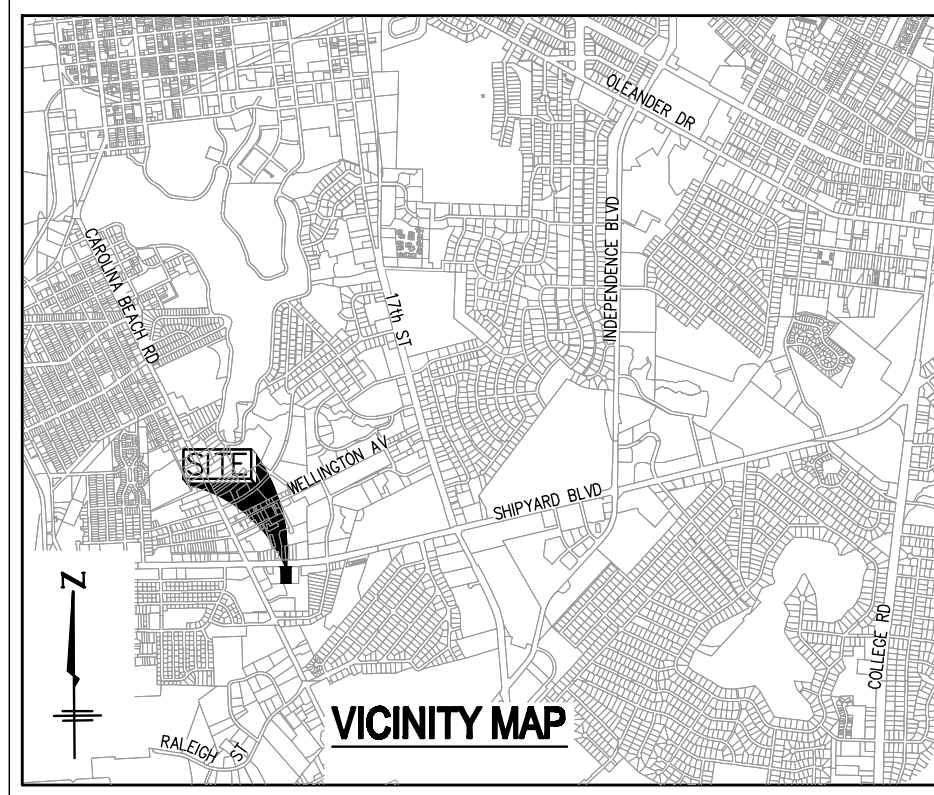 OLEANDER DR
INDEPENDENCE BLVD
CAROLINA BEACH RD
17th ST
SITE
WELLINGTON AV
SHIPYARD BLVD
N
COLLEGE RD
VICINITY MAP
RALEIGH ST